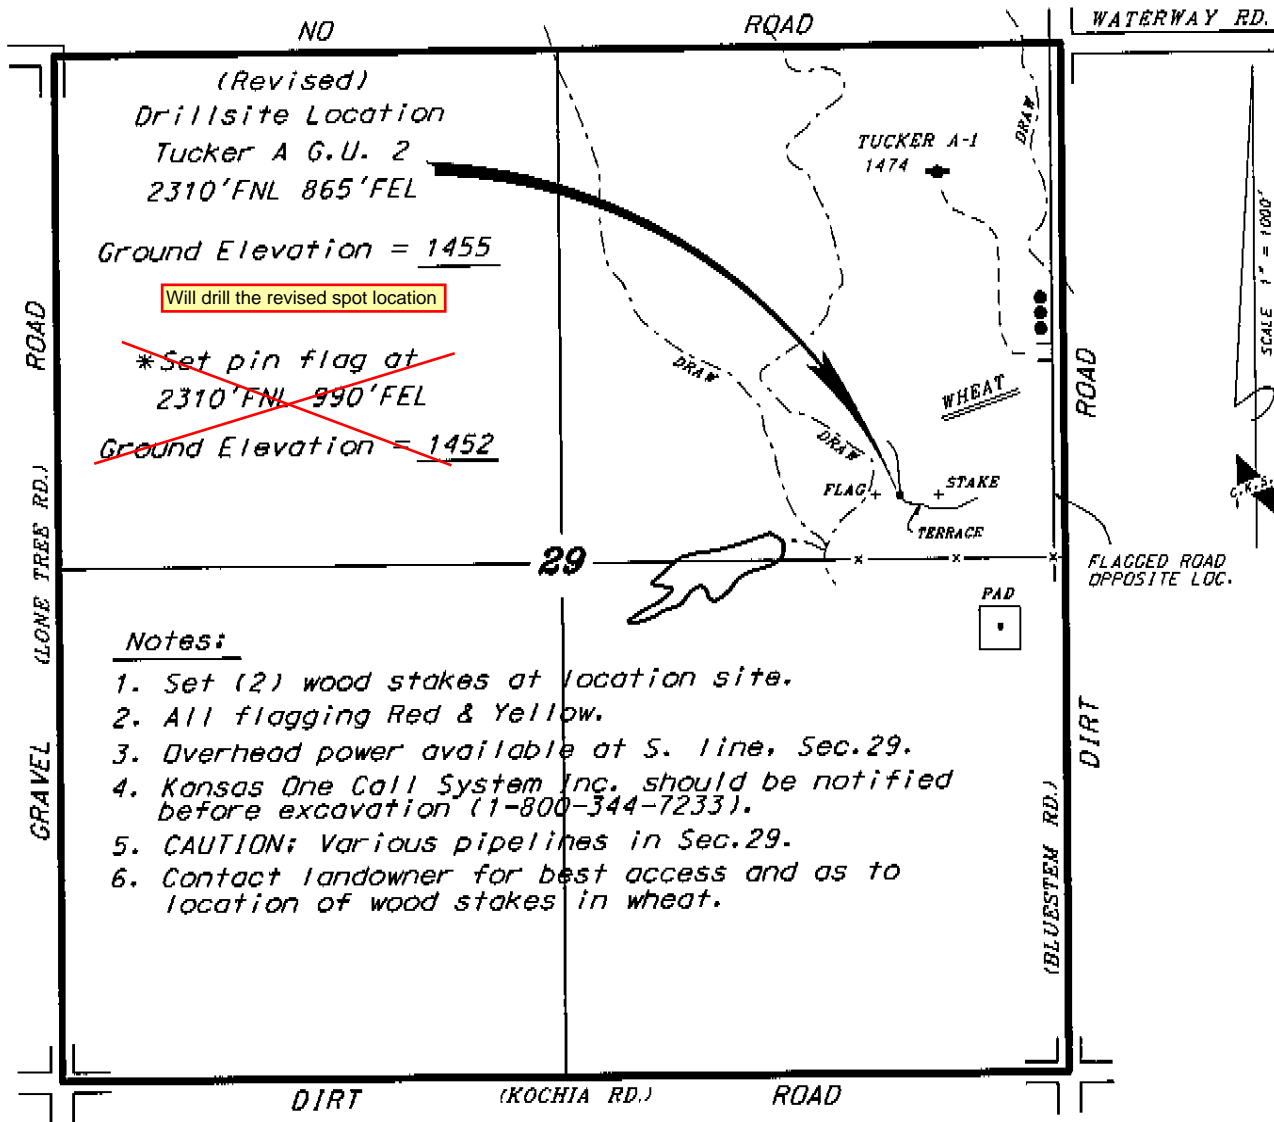 NO ROAD
WATERWAY RD.
(Revised)
Drillsite Location
Tucker A G.U. 2
2310'FNL 865'FEL
Ground Elevation = 1455
Will drill the revised spot location
*Set pin flag at
2310'FNL 990'FEL
Ground Elevation = 1452
TUCKER A-1
1474
DRAW
DRAW
DRAW
WHEAT
FLAG
STAKE
TERRACE
SCALE 1" = 1000'
C.K.S.
ROAD
(LONE TREE RD.)
GRAVEL
ROAD
DIRT
(BLUESTEM RD.)
29
FLAGGED ROAD
OPPOSITE LOC.
PAD
Notes:
1. Set (2) wood stakes at location site.
2. All flagging Red & Yellow.
3. Overhead power available at S. line, Sec.29.
4. Kansas One Call System Inc. should be notified
before excavation (1-800-344-7233).
5. CAUTION: Various pipelines in Sec.29.
6. Contact landowner for best access and as to
location of wood stakes in wheat.
DIRT (KOCHIA RD.) ROAD